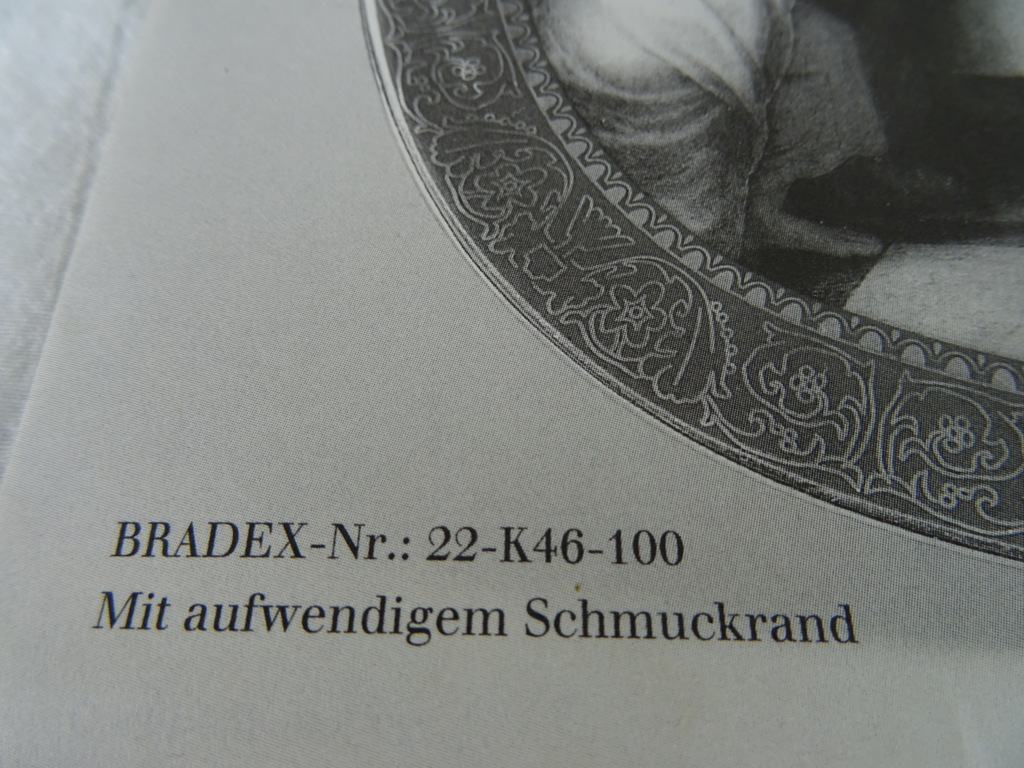 BRADEX-Nr.: 22-K46-100
Mit aufwendigem Schmuckrand